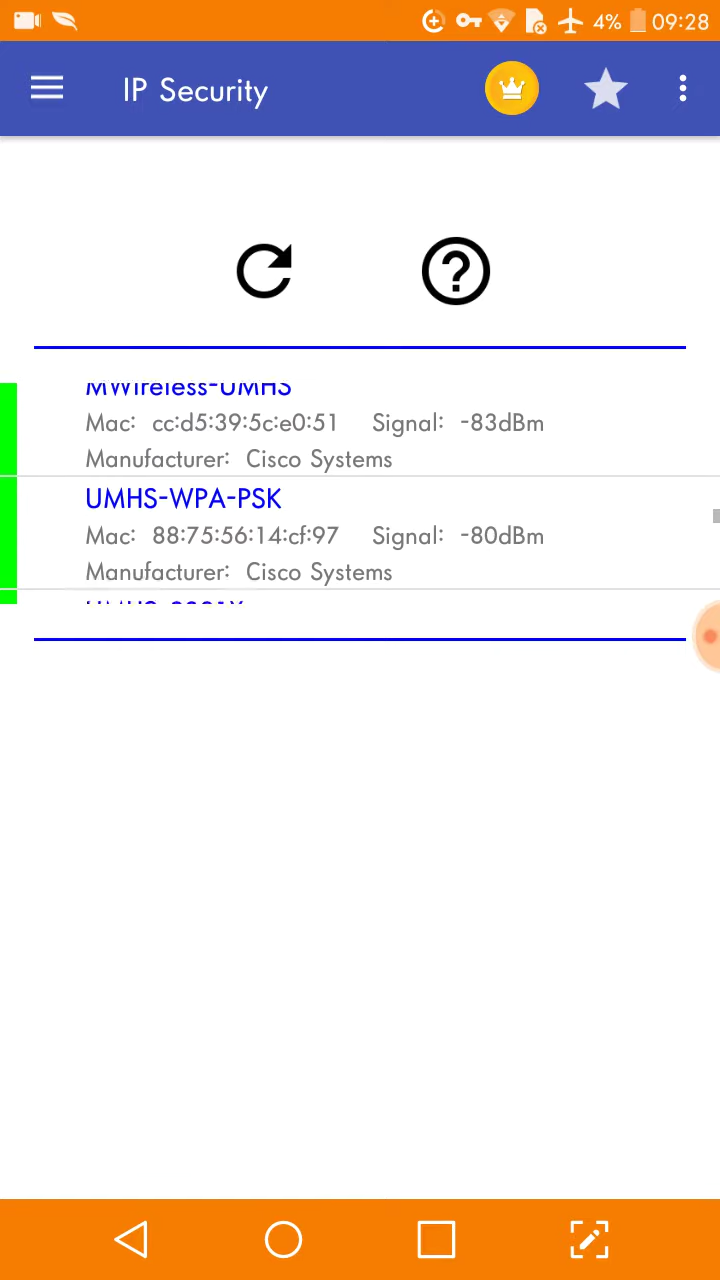 4% 09:28
IP Security
MWireless-UMHS
Mac: cc:d5:39:5c:e0:51 Signal: -83dBm
Manufacturer: Cisco Systems
UMHS-WPA-PSK
Mac: 88:75:56:14:cf:97 Signal: -80dBm
Manufacturer: Cisco Systems